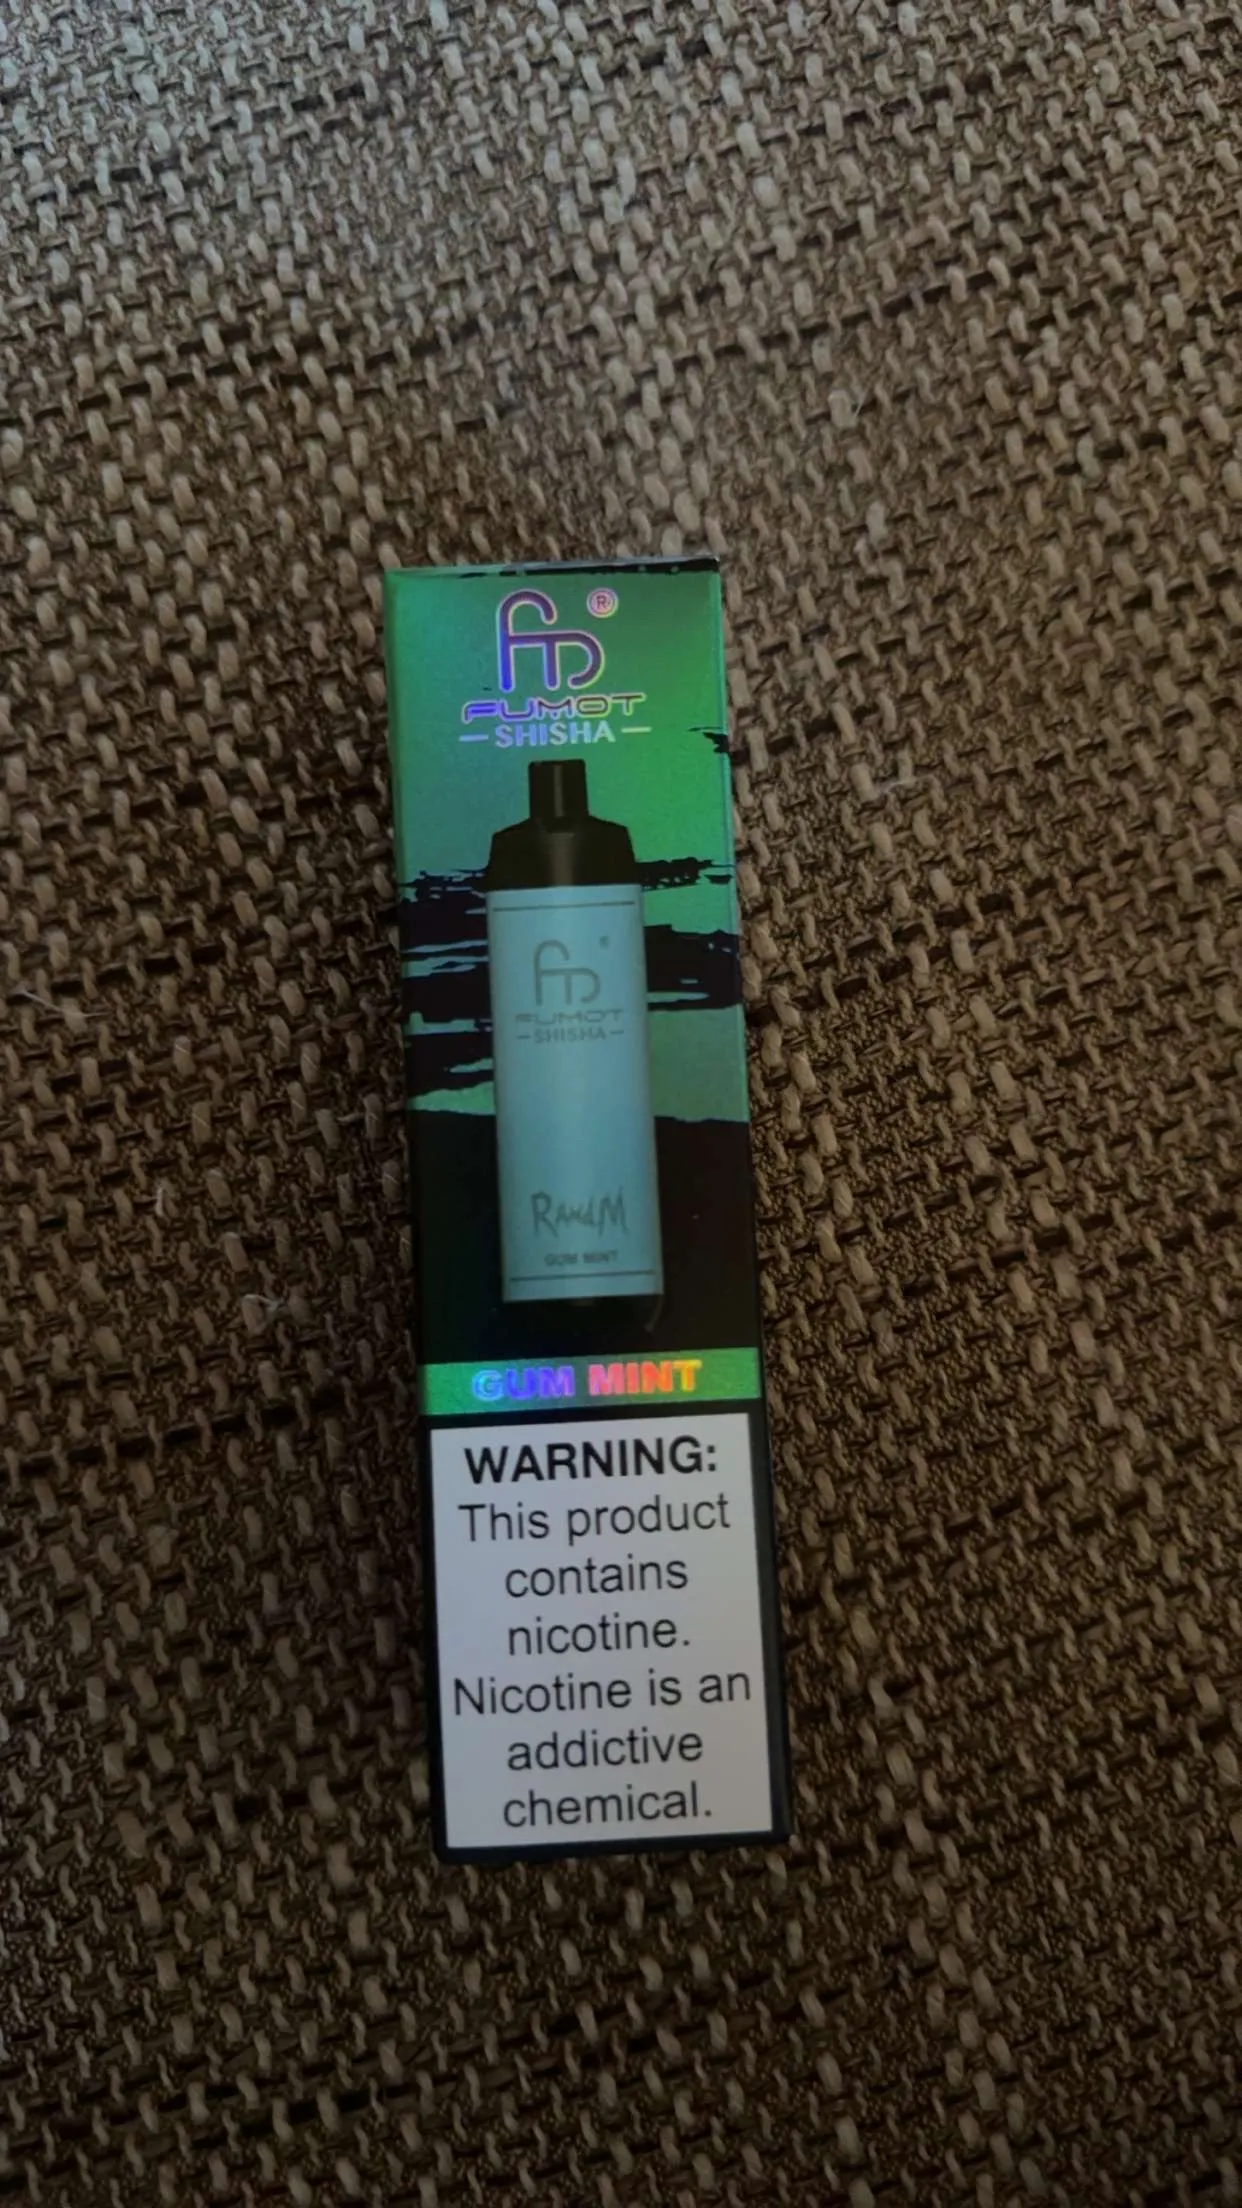 ®
FUMOT
-SHISHA-
®
FUMOT
-SHISHA-
RandM
GUM MINT
GUM MINT
WARNING:
This product
contains
nicotine.
Nicotine is an
addictive
chemical.